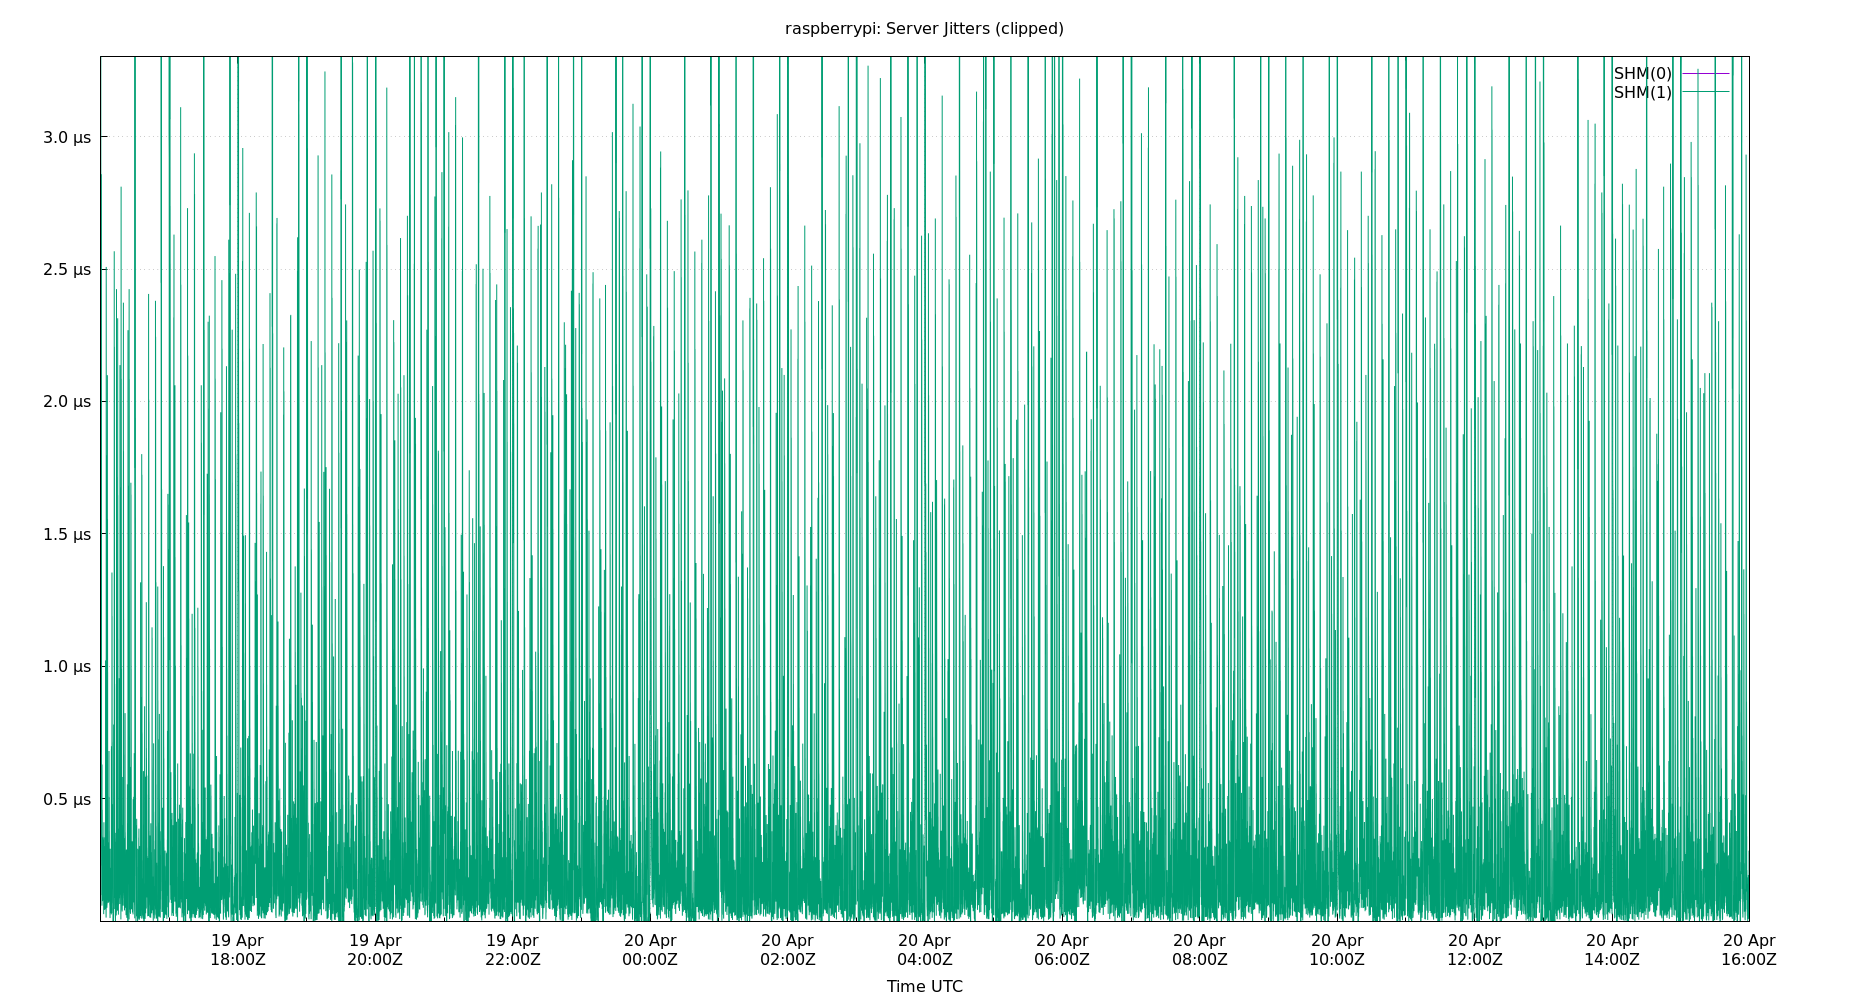 raspberrypi: Server Jitters (clipped)
SHM(0)
SHM(1)
3.0 μs
2.5 μs
2.0 μs
1.5 μs
1.0 μs
0.5 μs
19 Apr 19 Apr 19 Apr 20 Apr 20 Apr 20 Apr 20 Apr 20 Apr 20 Apr 20 Apr 20 Apr 20 Apr
18:00Z 20:00Z 22:00Z 00:00Z 02:00Z 04:00Z 06:00Z 08:00Z 10:00Z 12:00Z 14:00Z 16:00Z
Time UTC